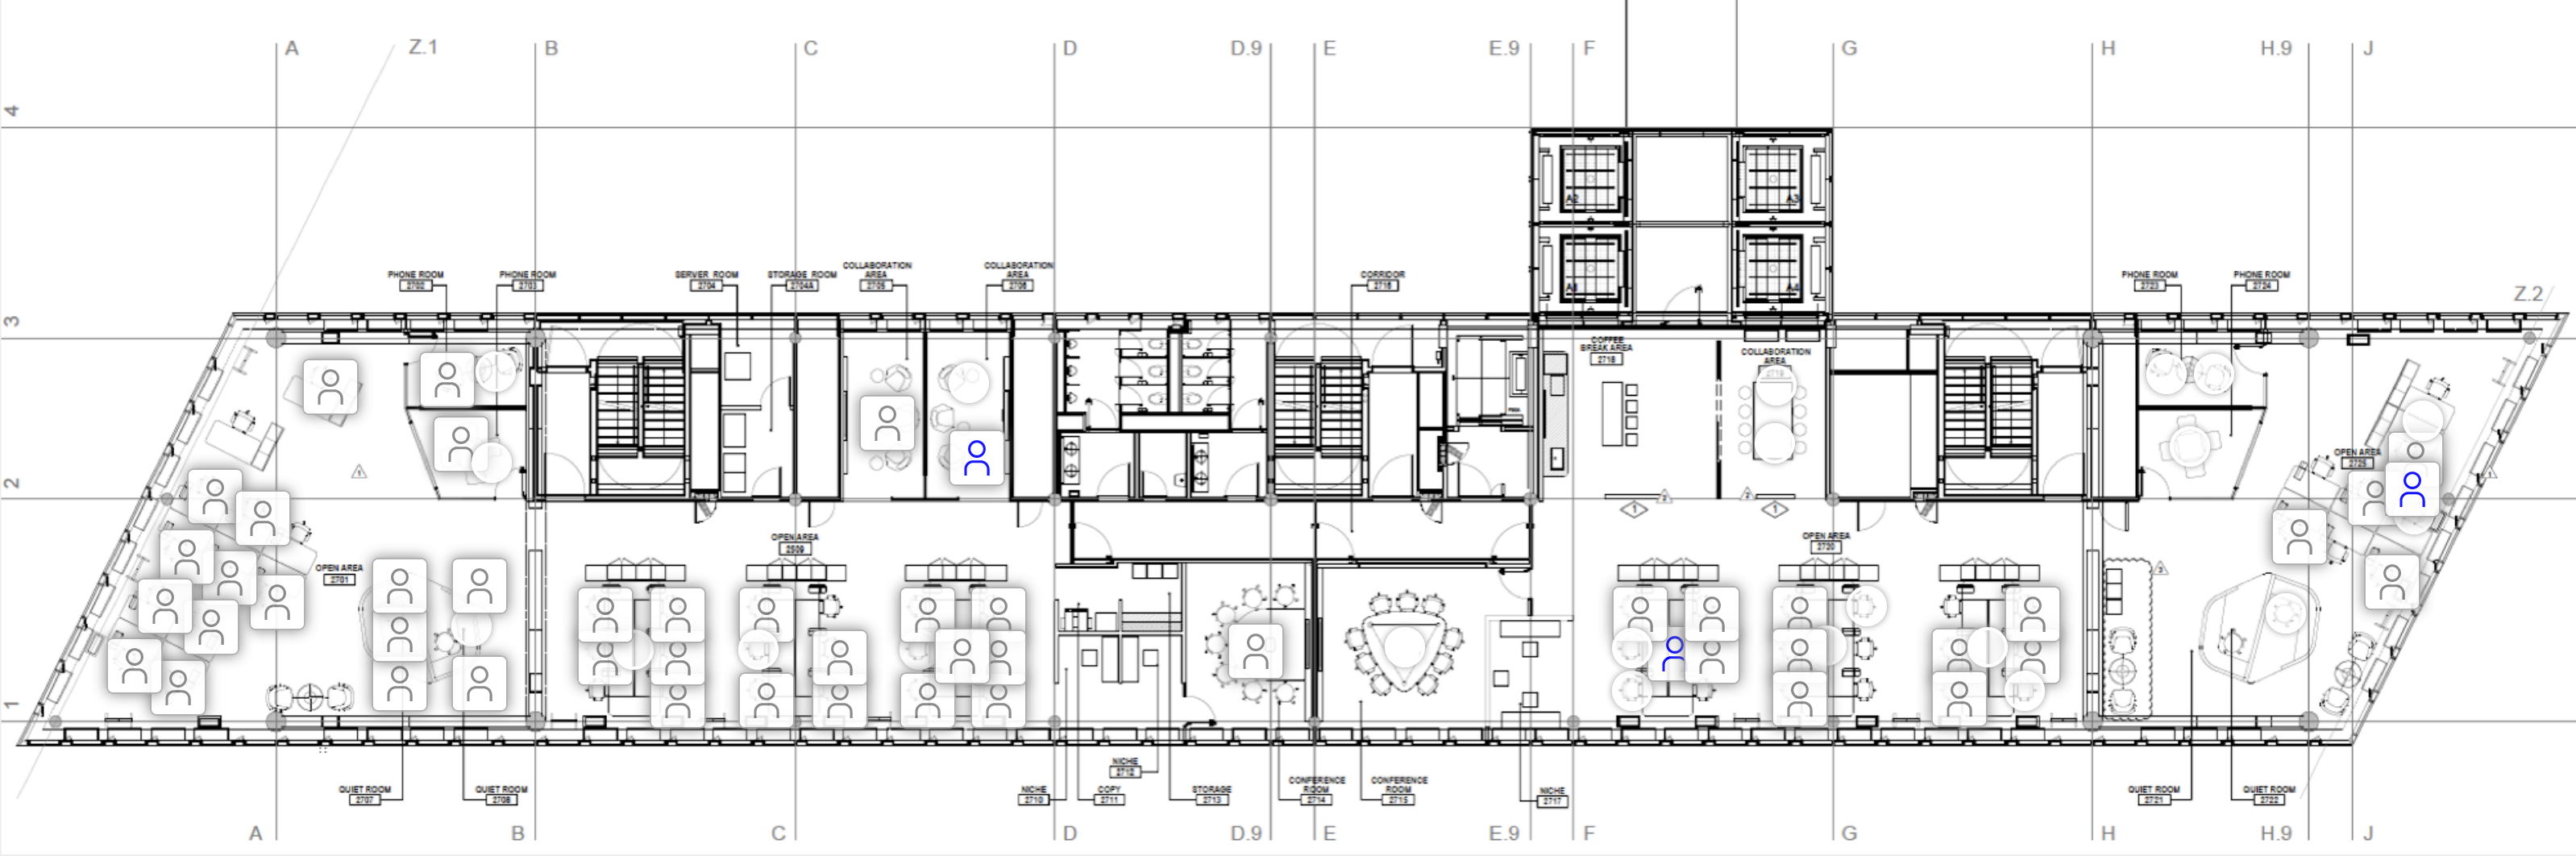 A
Z.1
B
C
D
D.9
E
E.9
F
G
H
H.9
J
4
A2
A3
A1
A4
3
PHONE ROOM
2702
PHONE ROOM
2703
SERVER ROOM
2704
STORAGE ROOM
2704A
COLLABORATION
AREA
2705
COLLABORATION
AREA
2706
CORRIDOR
2716
PHONE ROOM
2723
PHONE ROOM
2724
Z.2
COFFEE
BREAK AREA
2718
COLLABORATION
AREA
2719
2
OPEN AREA
2725
1
1
OPEN AREA
2701
OPEN AREA
2509
OPEN AREA
2720
1
QUIET ROOM
2707
QUIET ROOM
2708
NICHE
2710
COPY
2711
NICHE
2712
STORAGE
2713
CONFERENCE
ROOM
2714
CONFERENCE
ROOM
2715
NICHE
2717
QUIET ROOM
2721
QUIET ROOM
2722
A
B
C
D
D.9
E
E.9
F
G
H
H.9
J